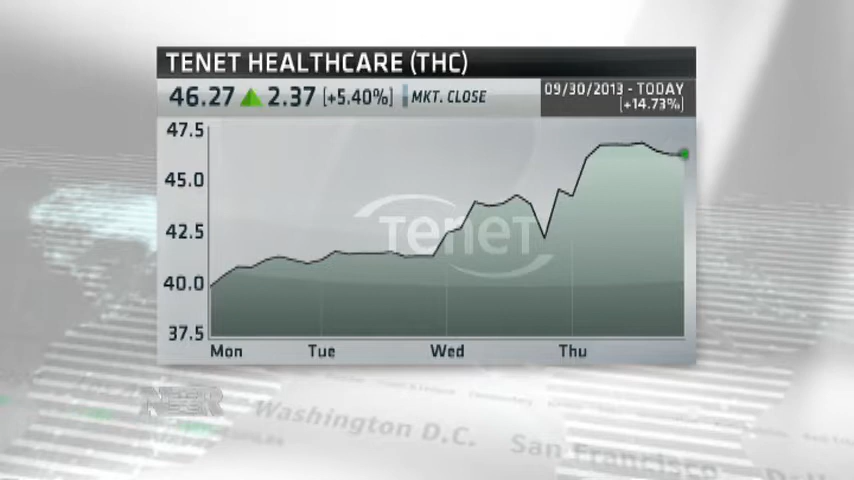 TENET HEALTHCARE (THC)
46.27 2.37 [+5.40%] MKT. CLOSE
09/30/2013 - TODAY
[+14.73%]
47.5
45.0
42.5
40.0
37.5
Tenet
Mon Tue Wed Thu
NBR
Washington D.C.
San Francisco